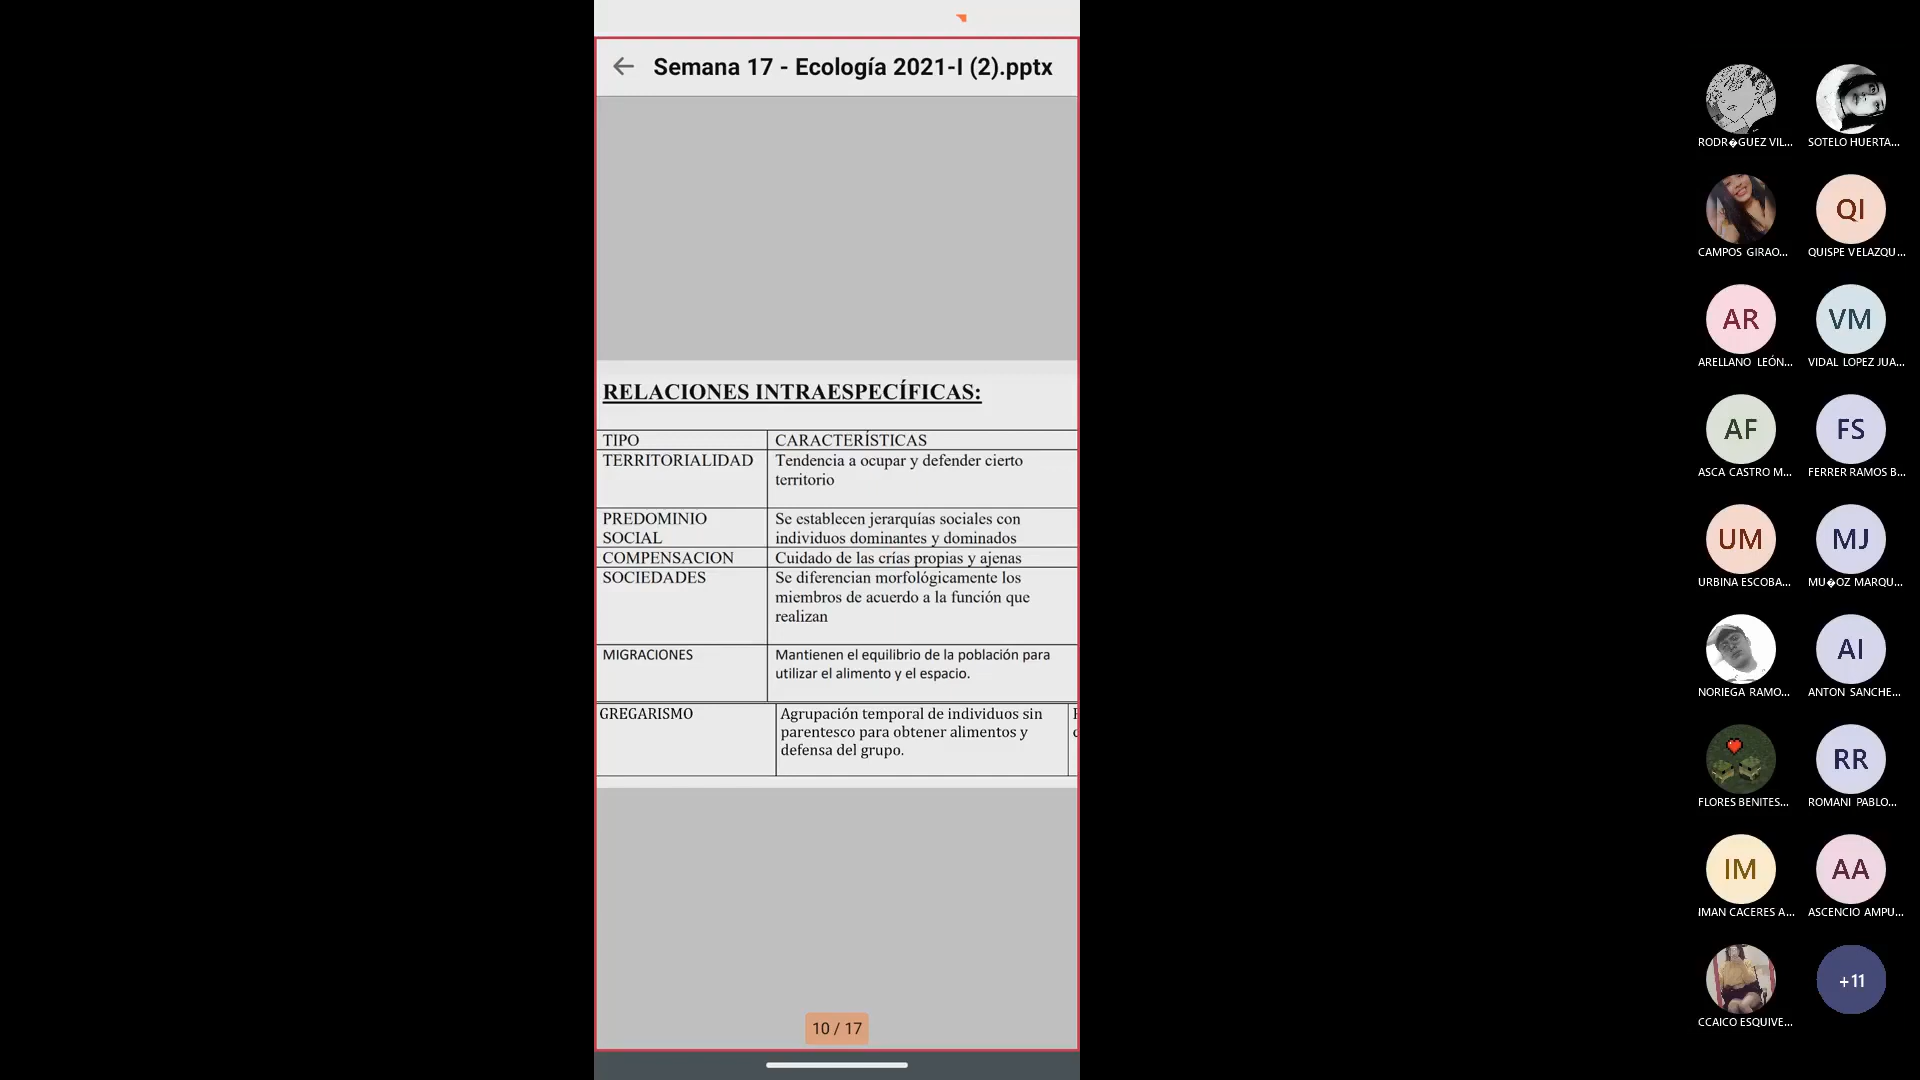 Semana 17 - Ecología 2021-I (2).pptx
RELACIONES INTRAESPECÍFICAS:
TIPO CARACTERÍSTICAS
TERRITORIALIDAD Tendencia a ocupar y defender cierto
territorio
PREDOMINIO Se establecen jerarquías sociales con
SOCIAL individuos dominantes y dominados
COMPENSACION Cuidado de las crías propias y ajenas
SOCIEDADES Se diferencian morfológicamente los
miembros de acuerdo a la función que
realizan
MIGRACIONES Mantienen el equilibrio de la población para
utilizar el alimento y el espacio.
GREGARISMO Agrupación temporal de individuos sin
parentesco para obtener alimentos y
defensa del grupo.
10 / 17
RODR�GUEZ VIL... SOTELO HUERTA...
QI
CAMPOS GIRAO... QUISPE VELAZQU...
AR VM
ARELLANO LEÓN... VIDAL LOPEZ JUA...
AF FS
ASCA CASTRO M... FERRER RAMOS B...
UM MJ
URBINA ESCOBA... MU�OZ MARQU...
AI
NORIEGA RAMO... ANTON SANCHE...
RR
FLORES BENITES... ROMANI PABLO...
IM AA
IMAN CACERES A... ASCENCIO AMPU...
+11
CCAICO ESQUIVE...